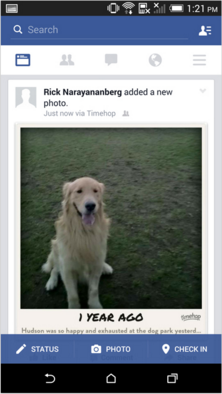 1:21 PM
Search
Rick Narayananberg added a new
photo.
Just now via Timehop
1 YEAR AGO
timehop
Hudson was so happy and exhausted at the dog park yesterd...
STATUS
PHOTO
CHECK IN